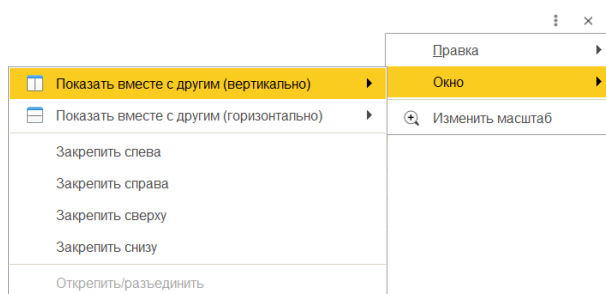 Правка
Окно
Изменить масштаб
Показать вместе с другим (вертикально)
Показать вместе с другим (горизонтально)
Закрепить слева
Закрепить справа
Закрепить сверху
Закрепить снизу
Открепить/разъединить